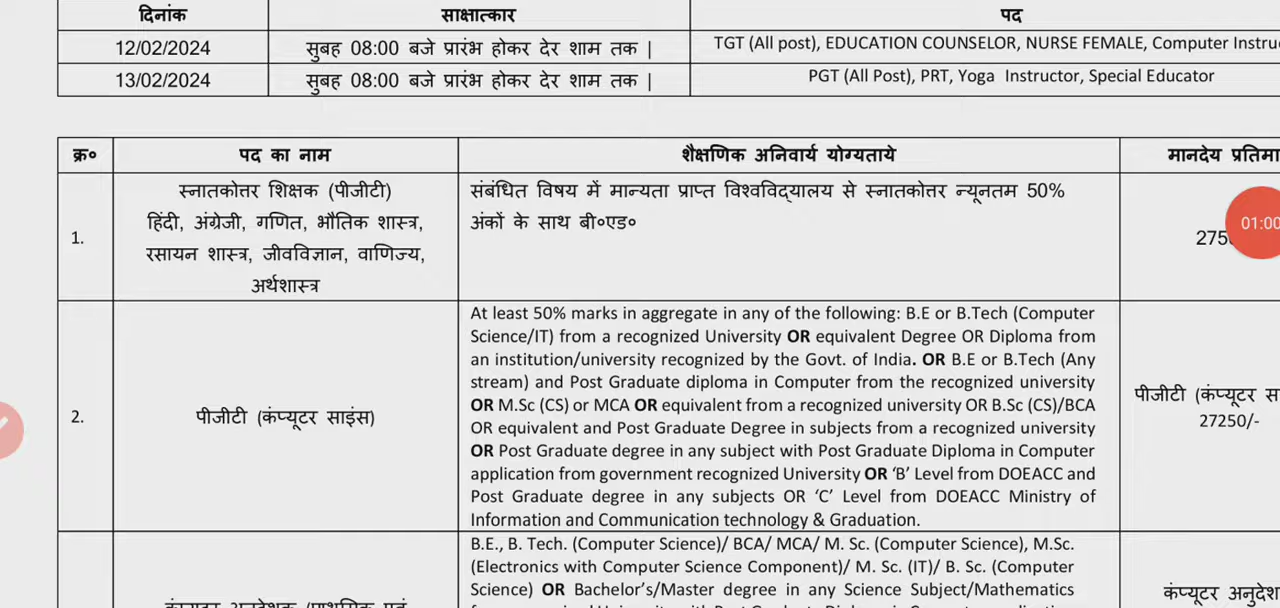 दिनांक साक्षात्कार पद
12/02/2024 सुबह 08:00 बजे प्रारंभ होकर देर शाम तक | TGT (All post), EDUCATION COUNSELOR, NURSE FEMALE, Computer
13/02/2024 सुबह 08:00 बजे प्रारंभ होकर देर शाम तक | PGT (All Post), PRT, Yoga Instructor, Special Educator
क्र॰ पद का नाम शैक्षणिक अनिवार्य योग्यताये मानदेय
1.
स्नातकोत्तर शिक्षक (पीजीटी)
हिंदी, अंग्रेजी, गणित, भौतिक शास्त्र,
रसायन शास्त्र, जीवविज्ञान, वाणिज्य,
अर्थशास्त्र
संबंधित विषय में मान्यता प्राप्त विश्वविद्यालय से स्नातकोत्तर न्यूनतम 50%
अंकों के साथ बी॰एड॰
01:00
2.
पीजीटी (कंप्यूटर साइंस)
At least 50% marks in aggregate in any of the following: B.E or B.Tech (Computer
Science/IT) from a recognized University OR equivalent Degree OR Diploma from
an institution/university recognized by the Govt. of India. OR B.E or B.Tech (Any
stream) and Post Graduate diploma in Computer from the recognized university
OR M.Sc (CS) or MCA OR equivalent from a recognized university OR B.Sc (CS)/BCA
OR equivalent and Post Graduate Degree in subjects from a recognized university
OR Post Graduate degree in any subject with Post Graduate Diploma in Computer
application from government recognized University OR ‘B’ Level from DOEACC and
Post Graduate degree in any subjects OR ‘C’ Level from DOEACC Ministry of
Information and Communication technology & Graduation.
पीजीटी (कंप्यूटर
27250/-
B.E., B. Tech. (Computer Science)/ BCA/ MCA/ M. Sc. (Computer Science), M.Sc.
(Electronics with Computer Science Component)/ M. Sc. (IT)/ B. Sc. (Computer
Science) OR Bachelor’s/Master degree in any Science Subject/Mathematics
कंप्यूटर